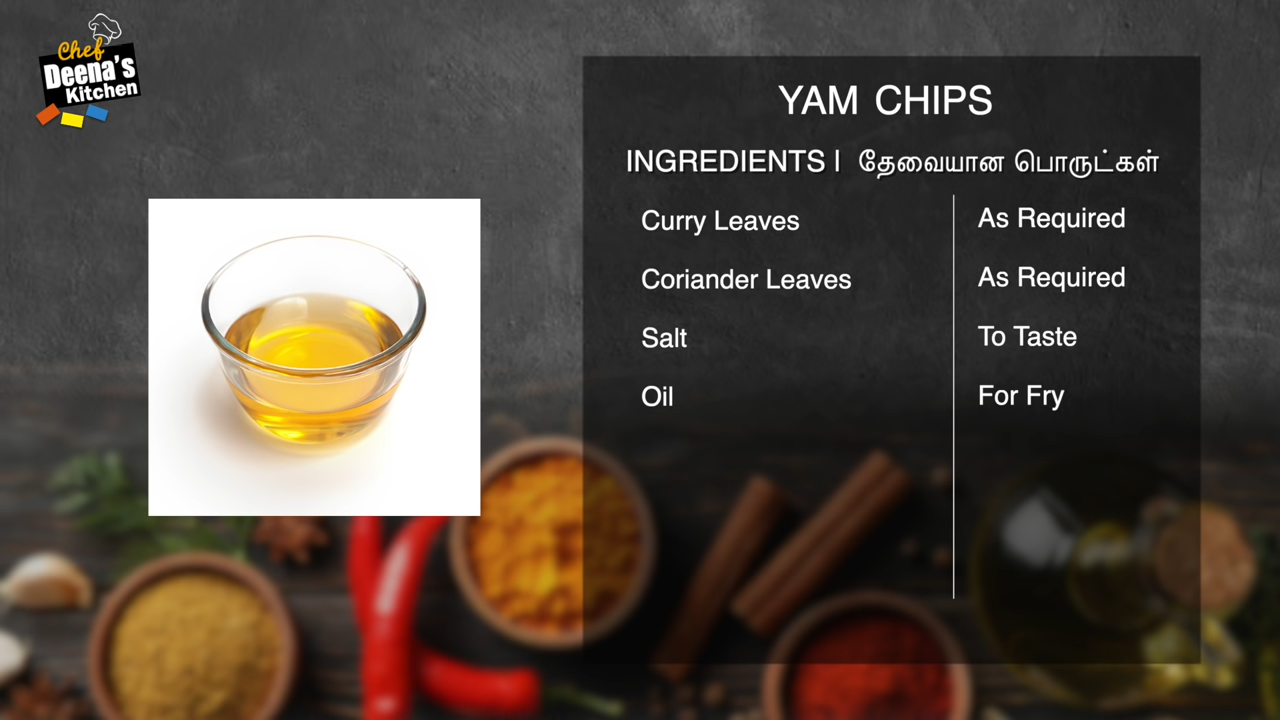 Chef
Deena's
Kitchen
YAM CHIPS
INGREDIENTS | தேவையான பொருட்கள்
Curry Leaves As Required
Coriander Leaves As Required
Salt To Taste
Oil For Fry